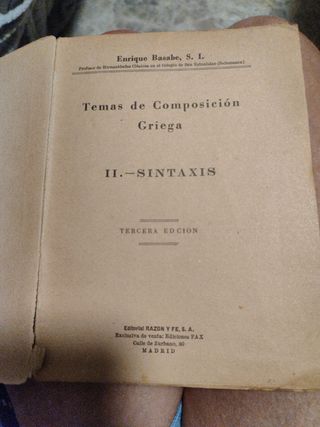 Enrique Basabe, S. I.
Profesor de Humanidades Clásicas en el Colegio de San Estanislao (Salamanca)
Temas de Composición
Griega
II.—SINTAXIS
TERCERA EDCION
Editorial RAZON Y FE, S. A.
Exclusiva de venta: Ediciones FAX
Calle de Zurbano, 80
MADRID